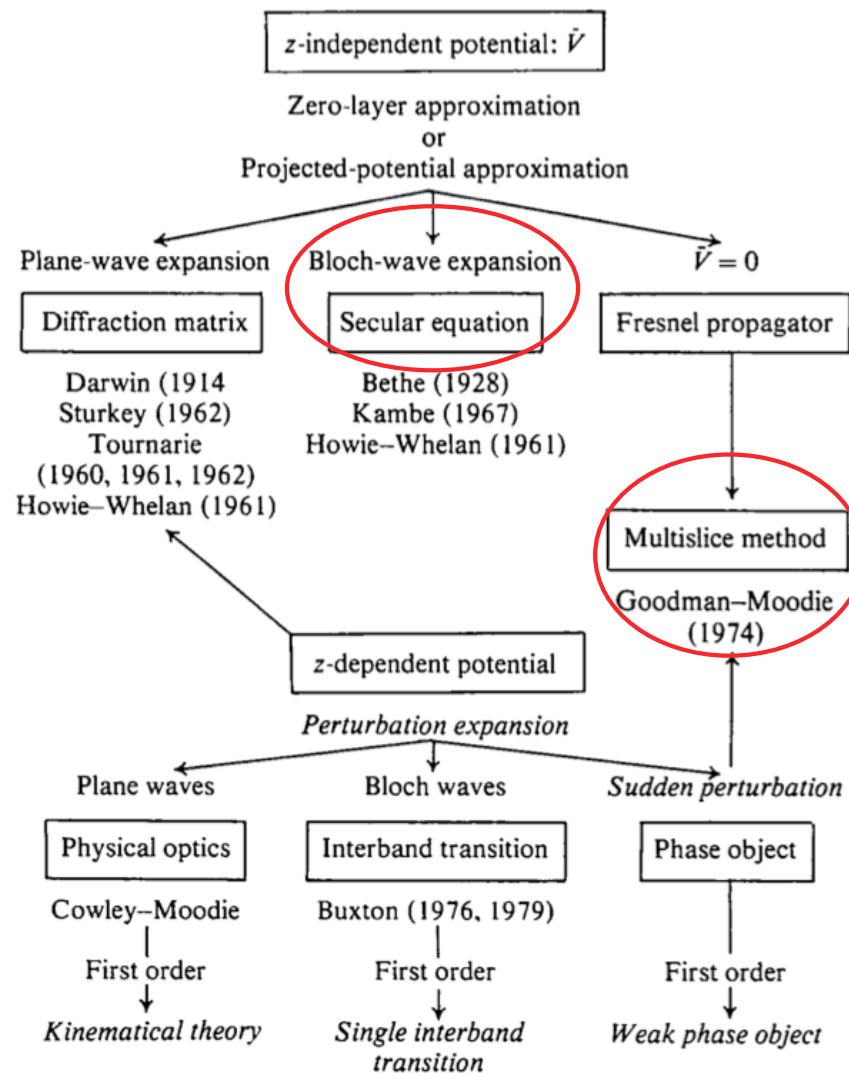 z-independent potential: V̄
Zero-layer approximation
or
Projected-potential approximation
Plane-wave expansion
Bloch-wave expansion
V̄ = 0
Diffraction matrix
Secular equation
Fresnel propagator
Darwin (1914
Sturkey (1962)
Tournarie
(1960, 1961, 1962)
Howie–Whelan (1961)
Bethe (1928)
Kambe (1967)
Howie–Whelan (1961)
Multislice method
Goodman–Moodie
(1974)
z-dependent potential
Perturbation expansion
Plane waves
Bloch waves
Sudden perturbation
Physical optics
Interband transition
Phase object
Cowley–Moodie
Buxton (1976, 1979)
First order
First order
First order
Kinematical theory
Single interband
transition
Weak phase object